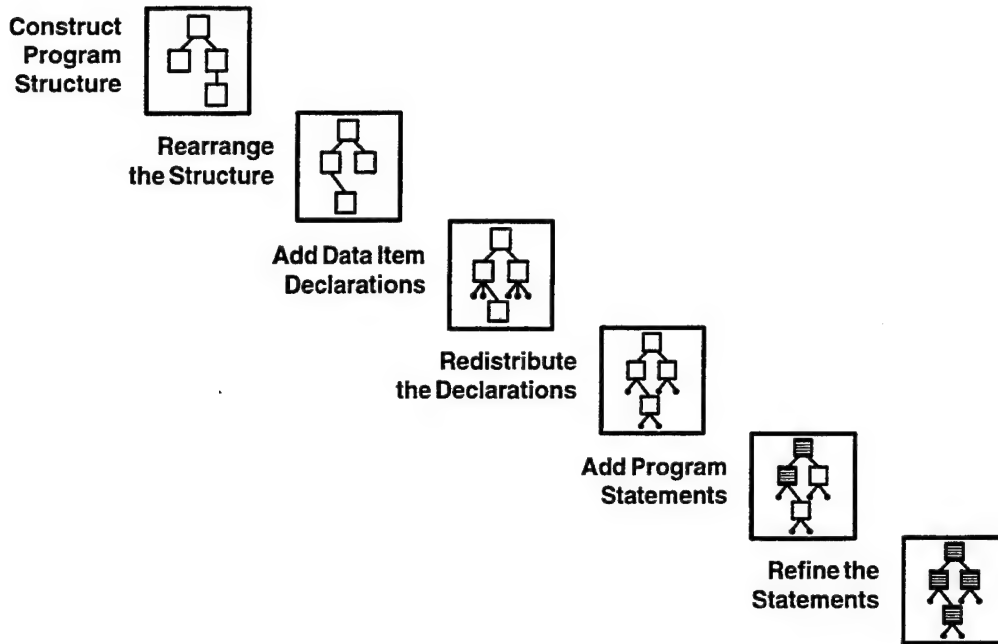 Construct
Program
Structure
Rearrange
the Structure
Add Data Item
Declarations
Redistribute
the Declarations
Add Program
Statements
Refine the
Statements